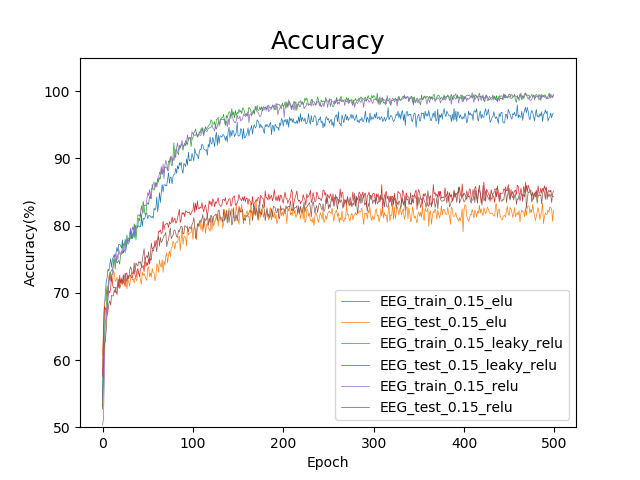 Accuracy
100
90
80
70
60
50
Accuracy(%)
0 100 200 300 400 500
Epoch
EEG_train_0.15_elu
EEG_test_0.15_elu
EEG_train_0.15_leaky_relu
EEG_test_0.15_leaky_relu
EEG_train_0.15_relu
EEG_test_0.15_relu